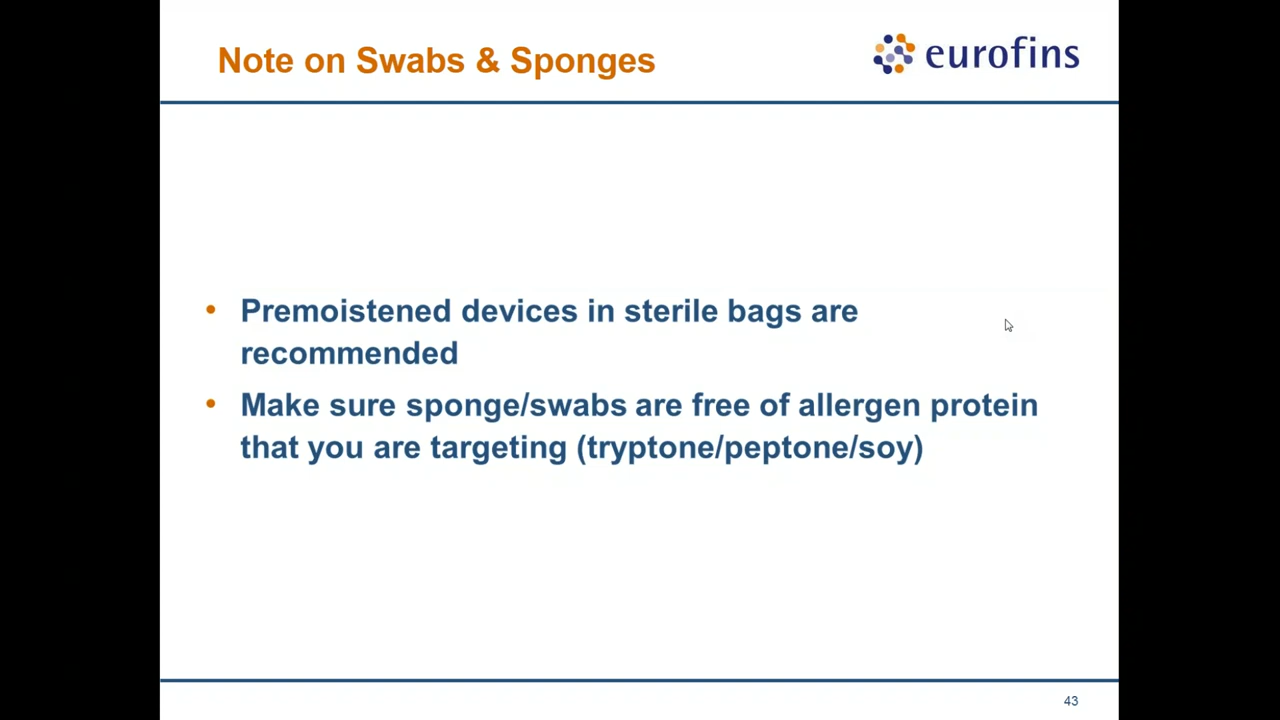 Note on Swabs & Sponges
eurofins
• Premoistened devices in sterile bags are
recommended
• Make sure sponge/swabs are free of allergen protein
that you are targeting (tryptone/peptone/soy)
43